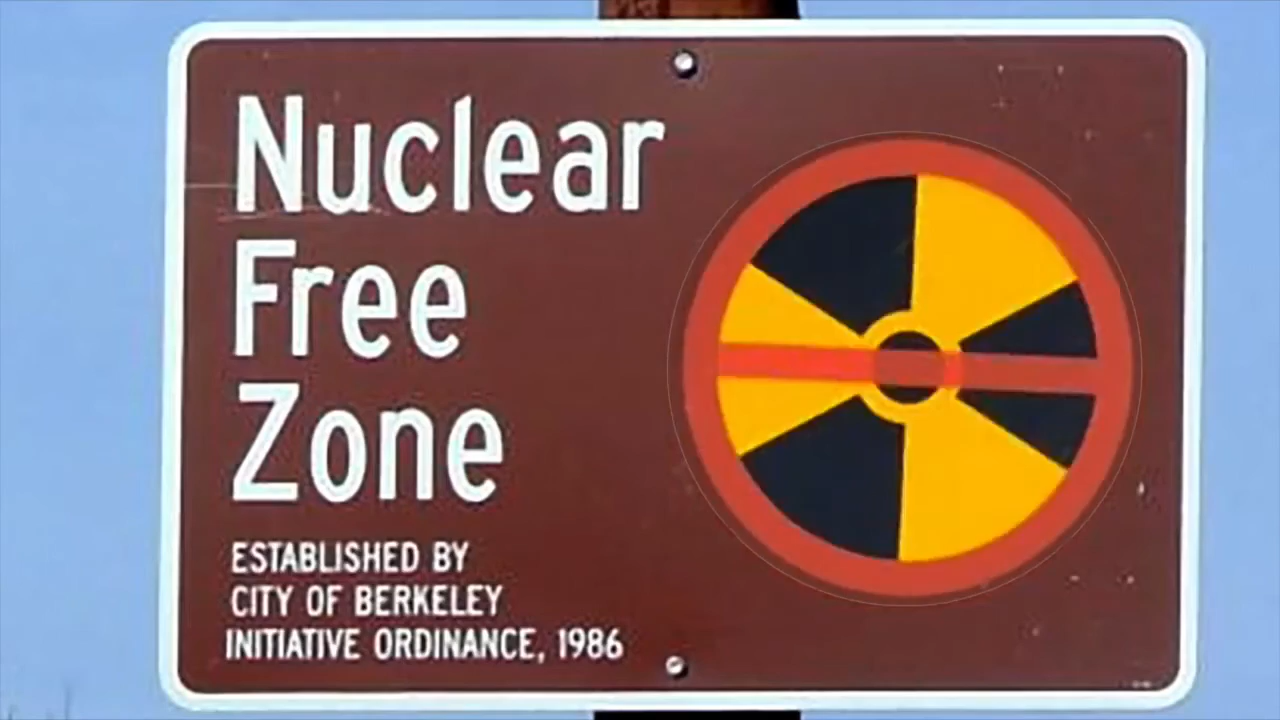 Nuclear
Free
Zone
ESTABLISHED BY
CITY OF BERKELEY
INITIATIVE ORDINANCE, 1986